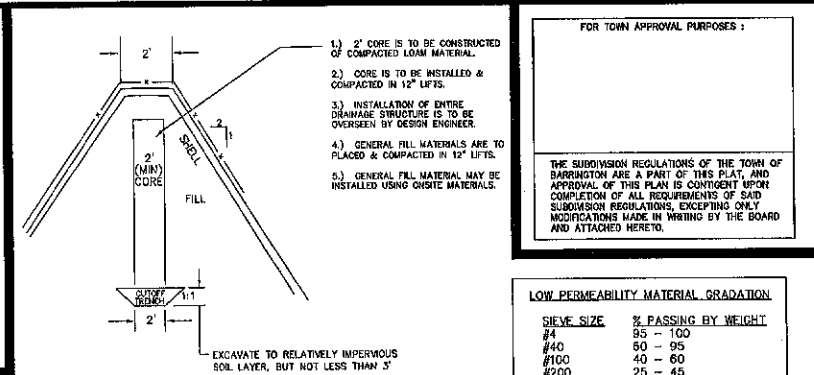 2'
1.) 2' CORE IS TO BE CONSTRUCTED
OF COMPACTED LOAM MATERIAL.
2.) CORE IS TO BE INSTALLED &
COMPACTED IN 12" LIFTS.
3.) INSTALLATION OF ENTIRE
DRAINAGE STRUCTURE IS TO BE
OVERSEEN BY DESIGN ENGINEER.
4.) GENERAL FILL MATERIALS ARE TO
PLACED & COMPACTED IN 12" LIFTS.
5.) GENERAL FILL MATERIAL MAY BE
INSTALLED USING ONSITE MATERIALS.
x
x
x
x
x
2
1
SHELL
2'
(MIN)
CORE
FILL
CUTOFF
TRENCH
1:1
2'
EXCAVATE TO RELATIVELY IMPERVIOUS
SOIL LAYER, BUT NOT LESS THAN 3'
FOR TOWN APPROVAL PURPOSES :
THE SUBDIVISION REGULATIONS OF THE TOWN OF
BARRINGTON ARE A PART OF THIS PLAT, AND
APPROVAL OF THIS PLAN IS CONTIGENT UPON
COMPLETION OF ALL REQUIREMENTS OF SAID
SUBDIVISION REGULATIONS, EXCEPTING ONLY
MODIFICATIONS MADE IN WRITING BY THE BOARD
AND ATTACHED HERETO.
LOW PERMEABILITY MATERIAL GRADATION
SIEVE SIZE % PASSING BY WEIGHT
#4 95 - 100
#40 60 - 95
#100 40 - 60
#200 25 - 45